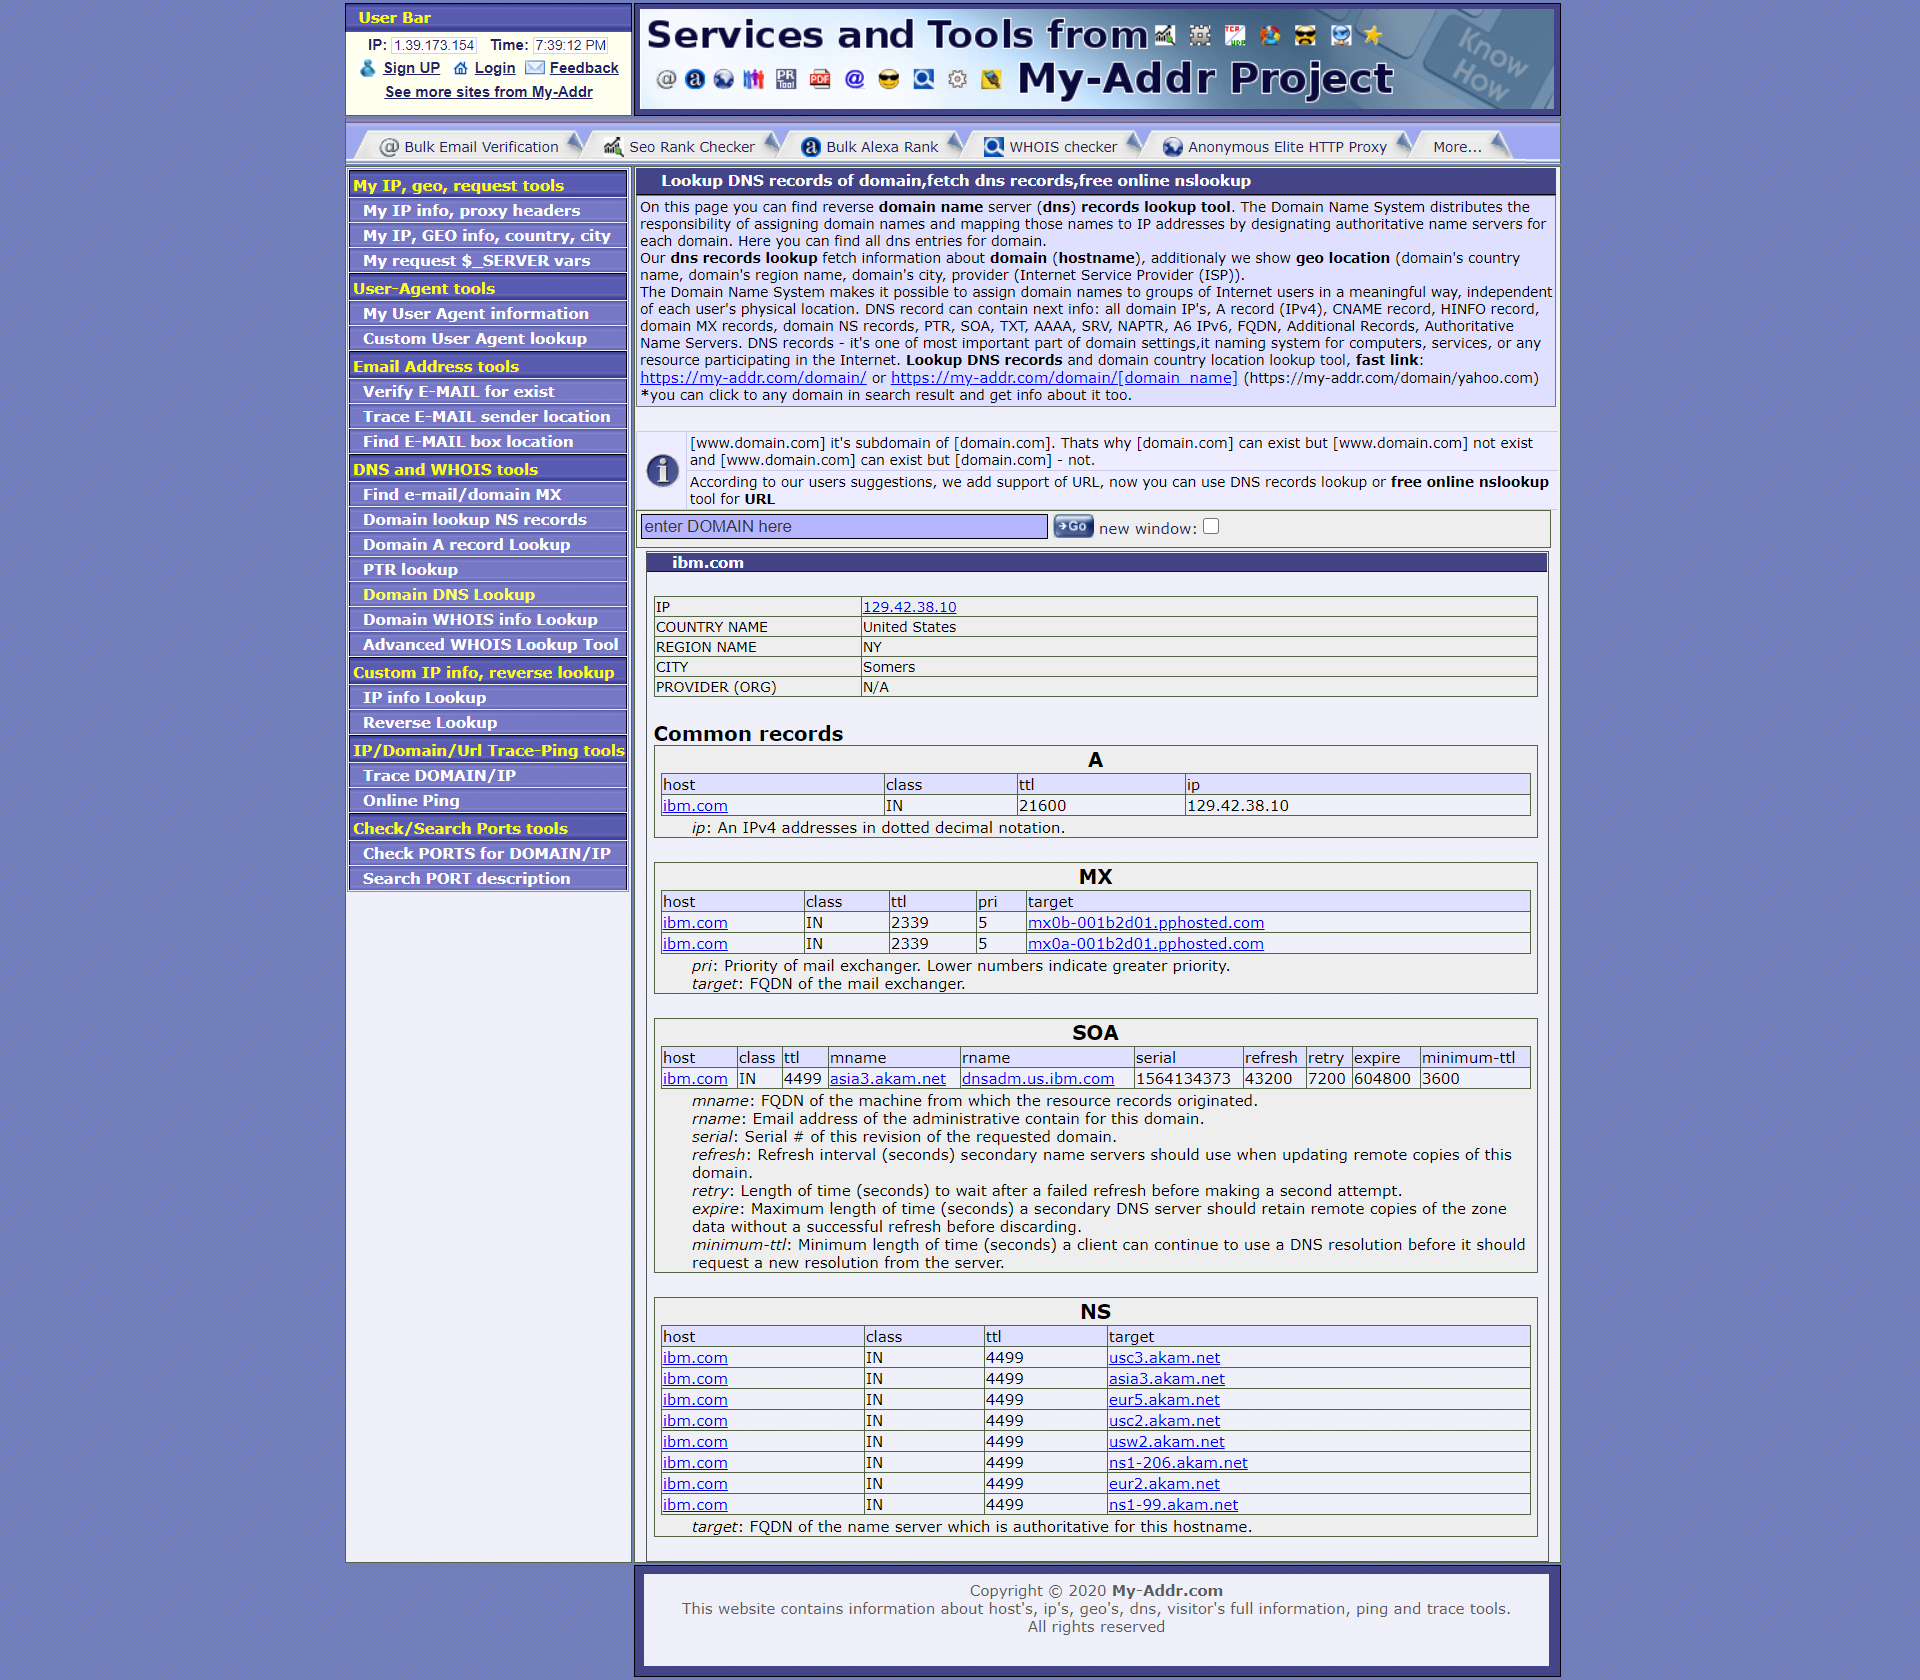 User Bar
IP: 1.39.173.154 Time: 7:39:12 PM
Sign UP Login Feedback
See more sites from My-Addr
Services and Tools from
My-Addr Project
Know How
Bulk Email Verification Seo Rank Checker Bulk Alexa Rank WHOIS checker Anonymous Elite HTTP Proxy More...
My IP, geo, request tools
My IP info, proxy headers
My IP, GEO info, country, city
My request $_SERVER vars
User-Agent tools
My User Agent information
Custom User Agent lookup
Email Address tools
Verify E-MAIL for exist
Trace E-MAIL sender location
Find E-MAIL box location
DNS and WHOIS tools
Find e-mail/domain MX
Domain lookup NS records
Domain A record Lookup
PTR lookup
Domain DNS Lookup
Domain WHOIS info Lookup
Advanced WHOIS Lookup Tool
Custom IP info, reverse lookup
IP info Lookup
Reverse Lookup
IP/Domain/Url Trace-Ping tools
Trace DOMAIN/IP
Online Ping
Check/Search Ports tools
Check PORTS for DOMAIN/IP
Search PORT description
Lookup DNS records of domain,fetch dns records,free online nslookup
On this page you can find reverse domain name server (dns) records lookup tool. The Domain Name System distributes the
responsibility of assigning domain names and mapping those names to IP addresses by designating authoritative name servers for
each domain. Here you can find all dns entries for domain.
Our dns records lookup fetch information about domain (hostname), additionaly we show geo location (domain's country
name, domain's region name, domain's city, provider (Internet Service Provider (ISP)).
The Domain Name System makes it possible to assign domain names to groups of Internet users in a meaningful way, independent
of each user's physical location. DNS record can contain next info: all domain IP's, A record (IPv4), CNAME record, HINFO record,
domain MX records, domain NS records, PTR, SOA, TXT, AAAA, SRV, NAPTR, A6 IPv6, FQDN, Additional Records, Authoritative
Name Servers. DNS records - it's one of most important part of domain settings,it naming system for computers, services, or any
resource participating in the Internet. Lookup DNS records and domain country location lookup tool, fast link:
https://my-addr.com/domain/ or https://my-addr.com/domain/[domain_name] (https://my-addr.com/domain/yahoo.com)
*you can click to any domain in search result and get info about it too.
[www.domain.com] it's subdomain of [domain.com]. Thats why [domain.com] can exist but [www.domain.com] not exist
and [www.domain.com] can exist but [domain.com] - not.
According to our users suggestions, we add support of URL, now you can use DNS records lookup or free online nslookup
tool for URL
enter DOMAIN here Go new window:
ibm.com
IP 129.42.38.10
COUNTRY NAME United States
REGION NAME NY
CITY Somers
PROVIDER (ORG) N/A
Common records
A
host class ttl ip
ibm.com IN 21600 129.42.38.10
ip: An IPv4 addresses in dotted decimal notation.
MX
host class ttl pri target
ibm.com IN 2339 5 mx0b-001b2d01.pphosted.com
ibm.com IN 2339 5 mx0a-001b2d01.pphosted.com
pri: Priority of mail exchanger. Lower numbers indicate greater priority.
target: FQDN of the mail exchanger.
SOA
host class ttl mname rname serial refresh retry expire minimum-ttl
ibm.com IN 4499 asia3.akam.net dnsadm.us.ibm.com 1564134373 43200 7200 604800 3600
mname: FQDN of the machine from which the resource records originated.
rname: Email address of the administrative contain for this domain.
serial: Serial # of this revision of the requested domain.
refresh: Refresh interval (seconds) secondary name servers should use when updating remote copies of this
domain.
retry: Length of time (seconds) to wait after a failed refresh before making a second attempt.
expire: Maximum length of time (seconds) a secondary DNS server should retain remote copies of the zone
data without a successful refresh before discarding.
minimum-ttl: Minimum length of time (seconds) a client can continue to use a DNS resolution before it should
request a new resolution from the server.
NS
host class ttl target
ibm.com IN 4499 usc3.akam.net
ibm.com IN 4499 asia3.akam.net
ibm.com IN 4499 eur5.akam.net
ibm.com IN 4499 usc2.akam.net
ibm.com IN 4499 usw2.akam.net
ibm.com IN 4499 ns1-206.akam.net
ibm.com IN 4499 eur2.akam.net
ibm.com IN 4499 ns1-99.akam.net
target: FQDN of the name server which is authoritative for this hostname.
Copyright © 2020 My-Addr.com
This website contains information about host's, ip's, geo's, dns, visitor's full information, ping and trace tools.
All rights reserved